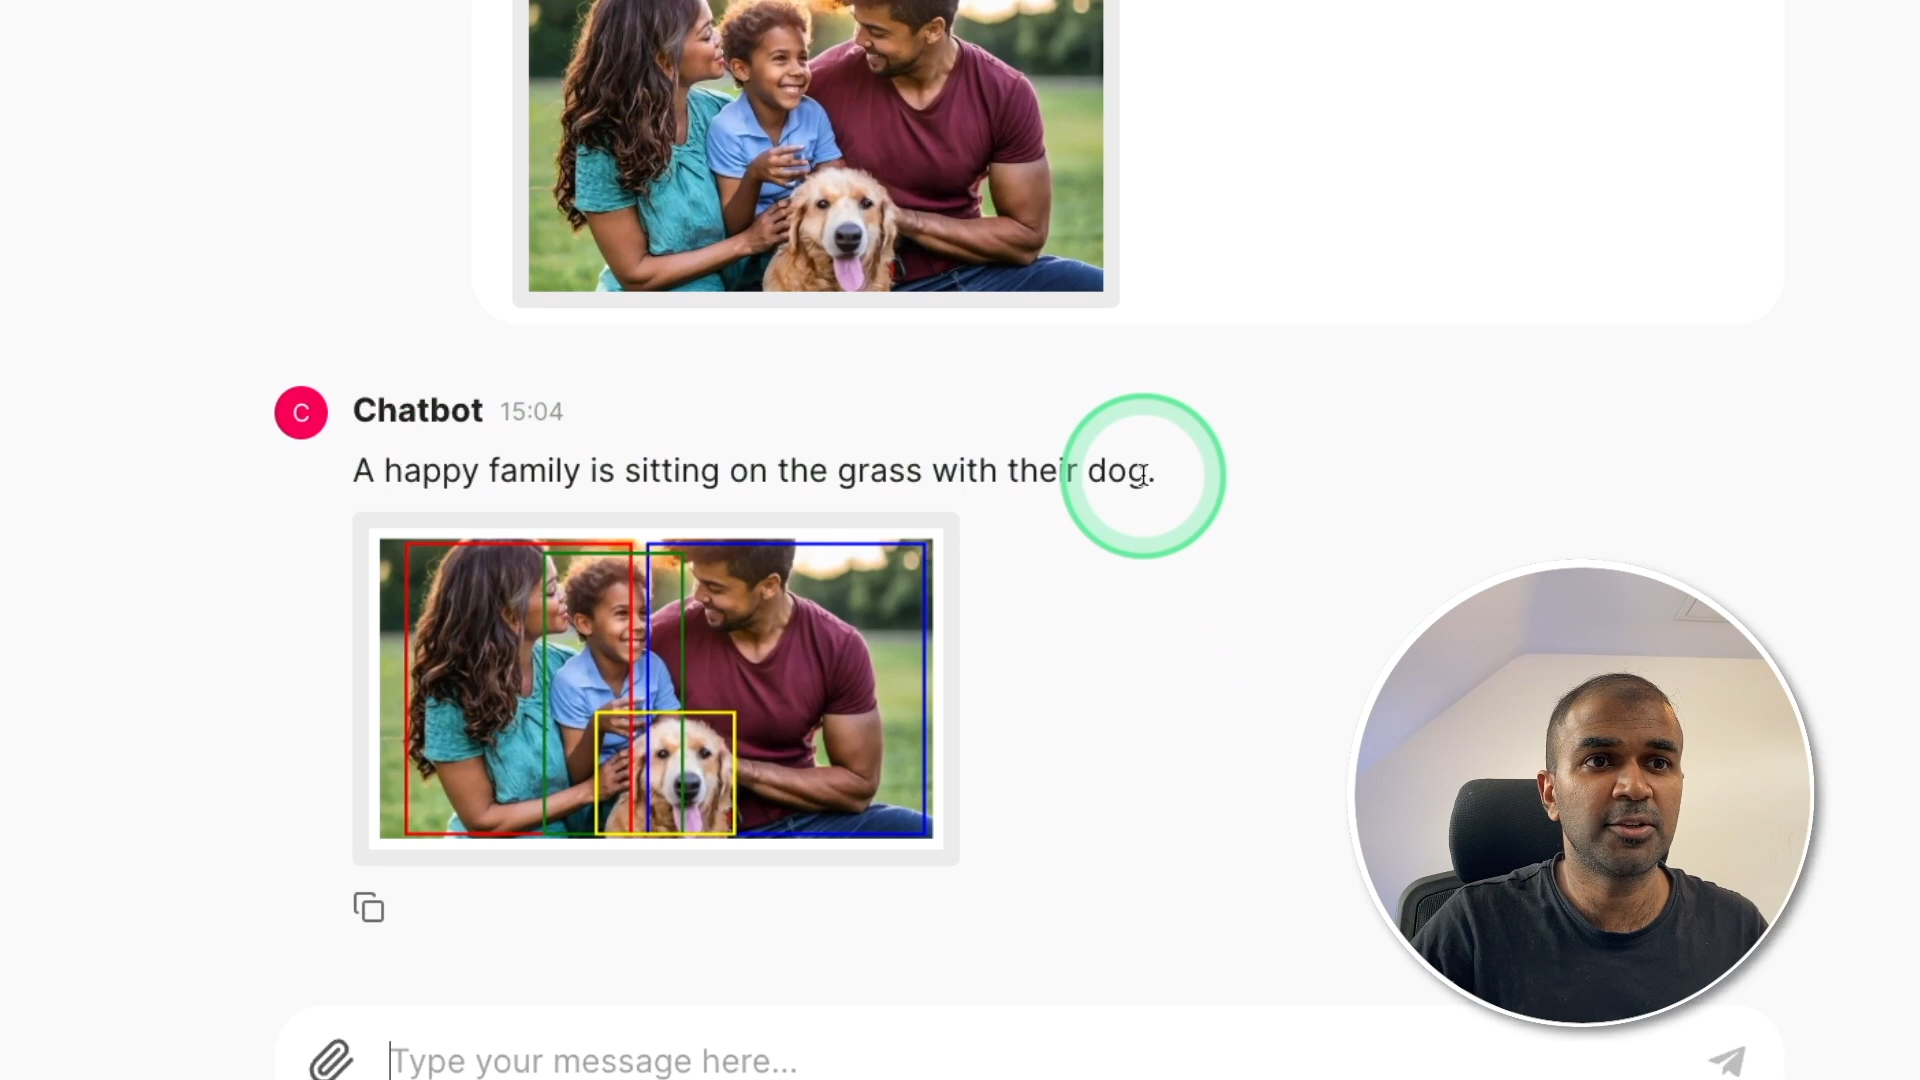 C
Chatbot 15:04
A happy family is sitting on the grass with their dog.
Type your message here...